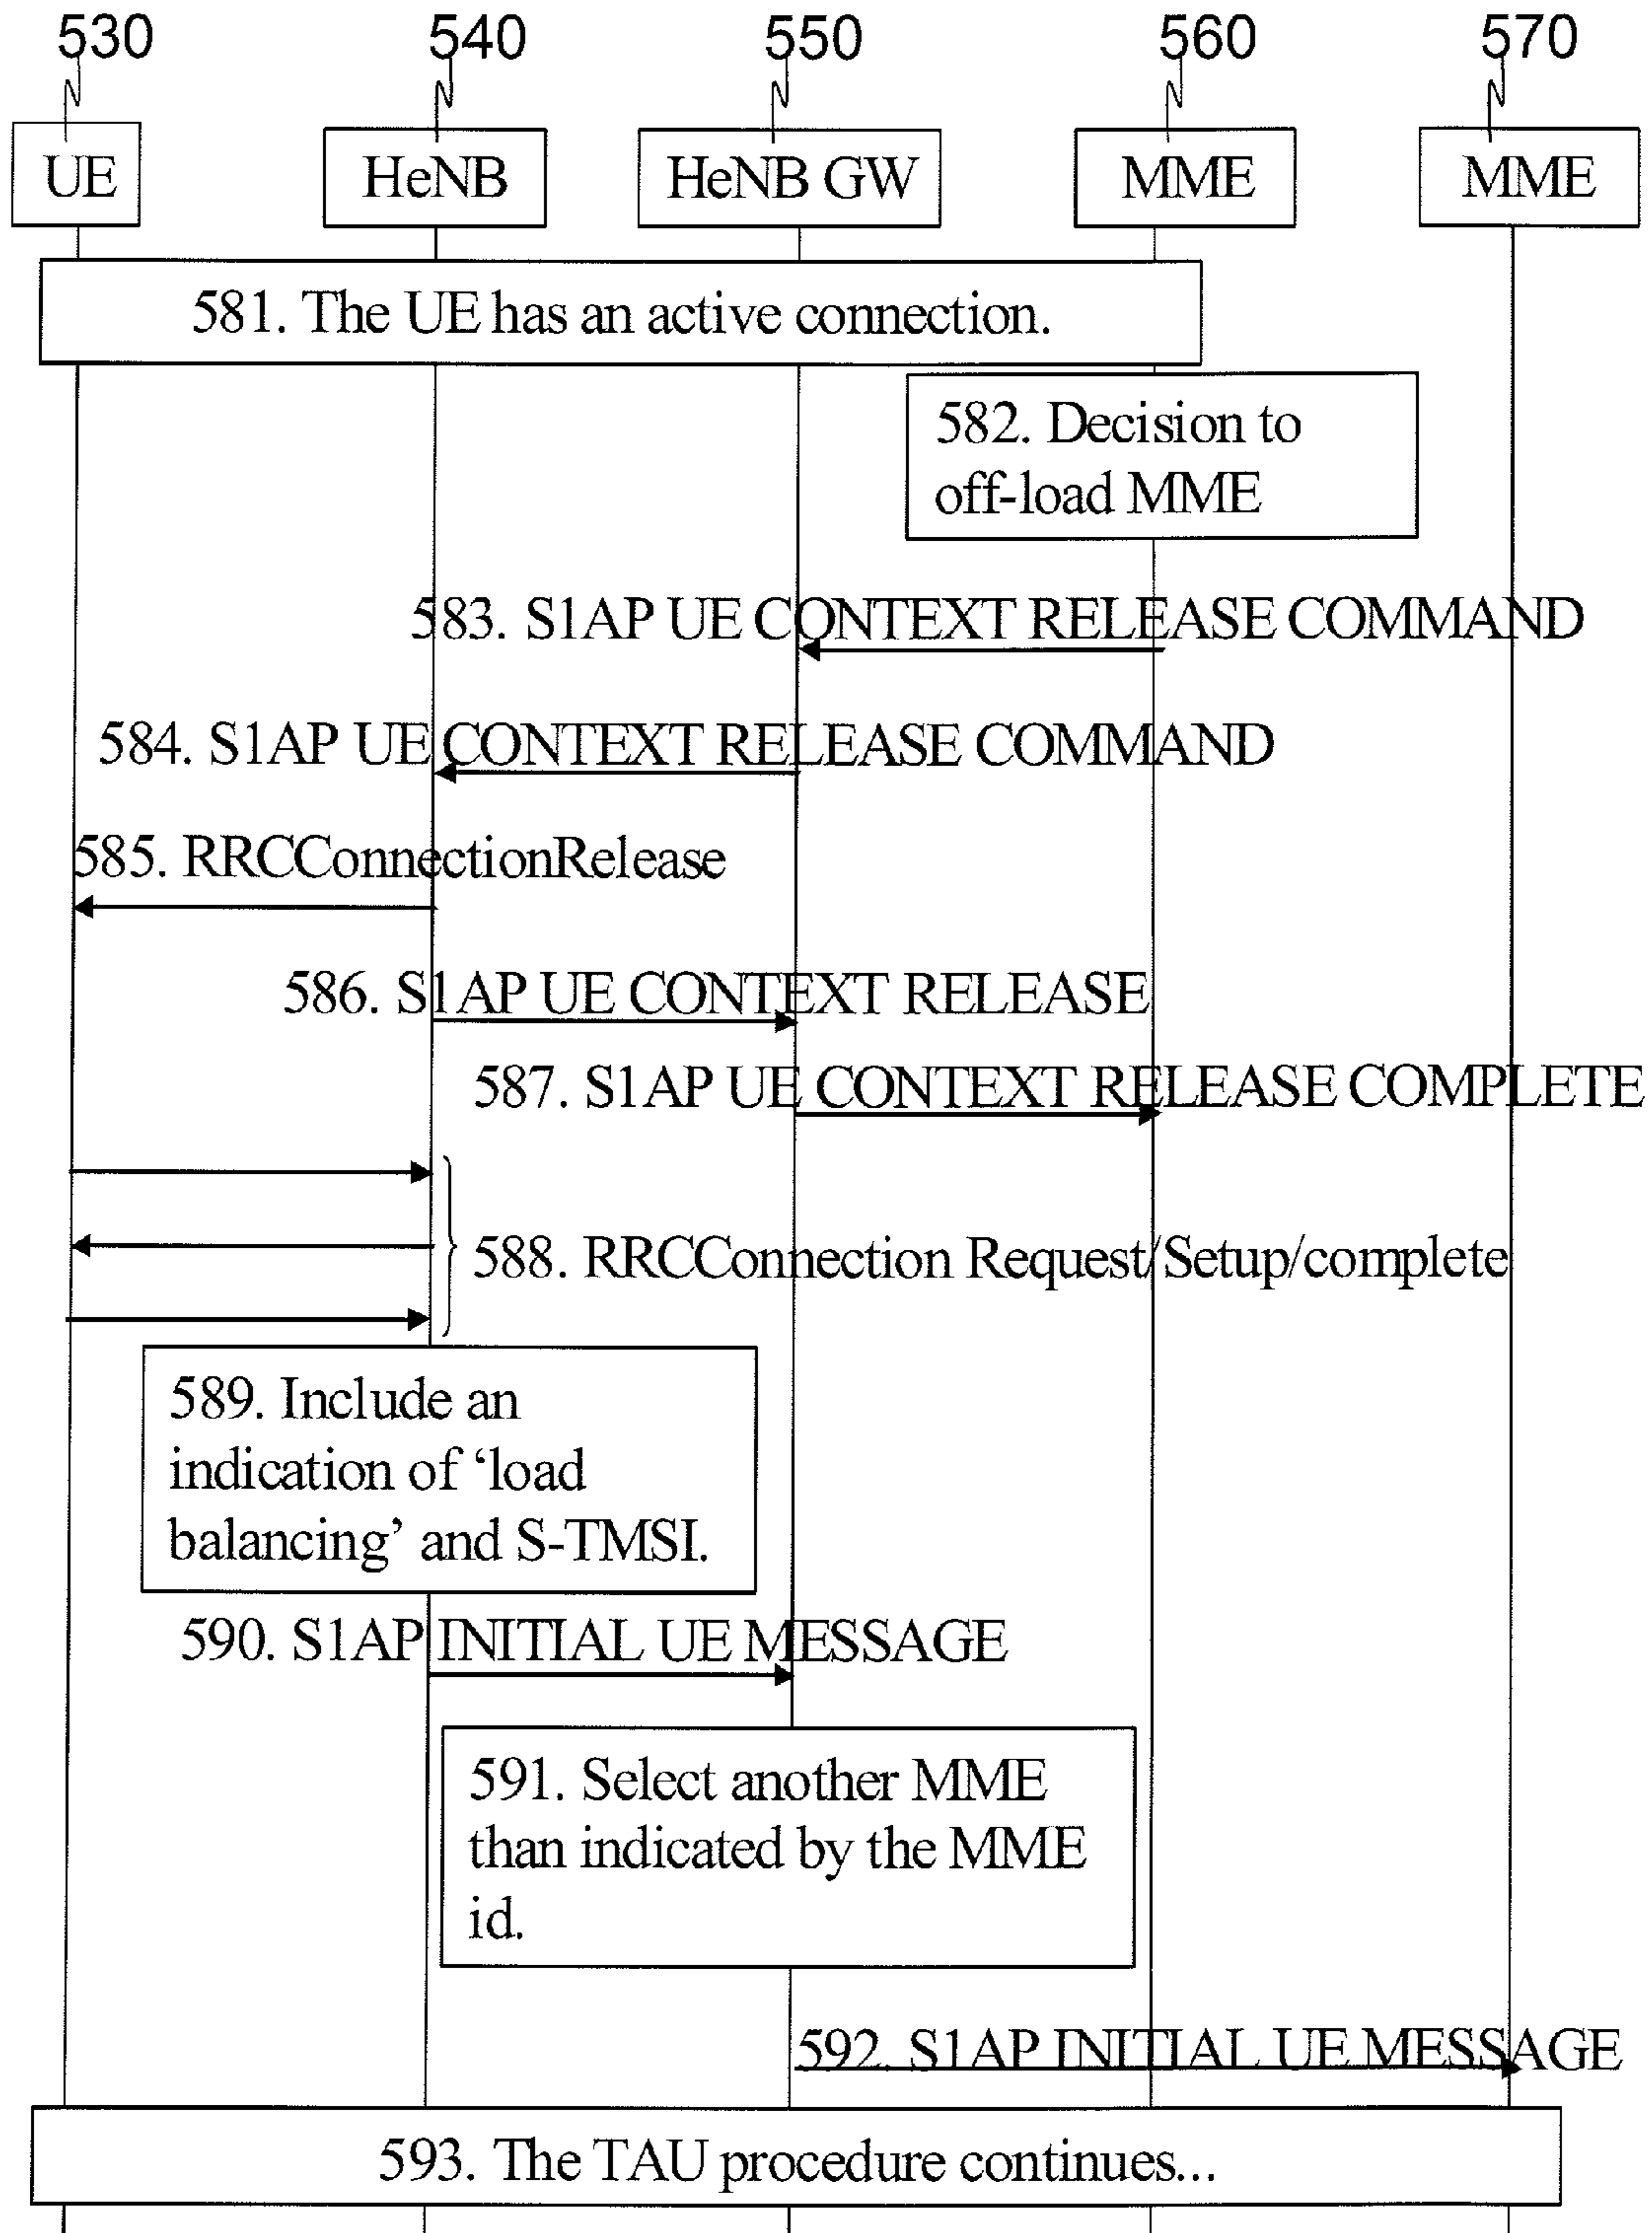 530 540 550 560 570
UE HeNB HeNB GW MME MME
581. The UE has an active connection.
582. Decision to
off-load MME
583. S1AP UE CONTEXT RELEASE COMMAND
584. S1AP UE CONTEXT RELEASE COMMAND
585. RRCConnectionRelease
586. S1AP UE CONTEXT RELEASE
587. S1AP UE CONTEXT RELEASE COMPLETE
588. RRCConnection Request/Setup/complete
589. Include an
indication of ‘load
balancing’ and S-TMSI.
590. S1AP INITIAL UE MESSAGE
591. Select another MME
than indicated by the MME
id.
592. S1AP INITIAL UE MESSAGE
593. The TAU procedure continues...